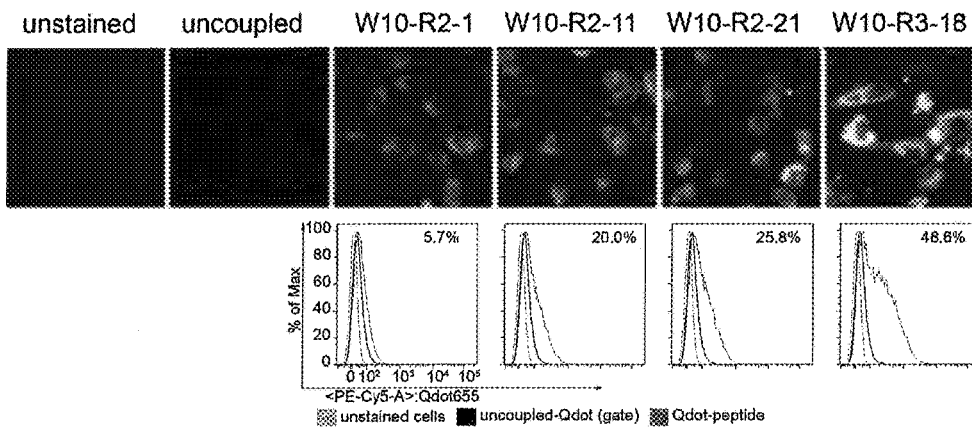 unstained uncoupled W10-R2-1 W10-R2-11 W10-R2-21 W10-R3-18
100 5.7% 20.0% 25.8% 48.6%
80
60
40
20
0
% of Max
0 10² 10³ 10⁴ 10⁵
<PE-Cy5-A>:Qdot655
unstained cells uncoupled-Qdot (gate) Qdot-peptide